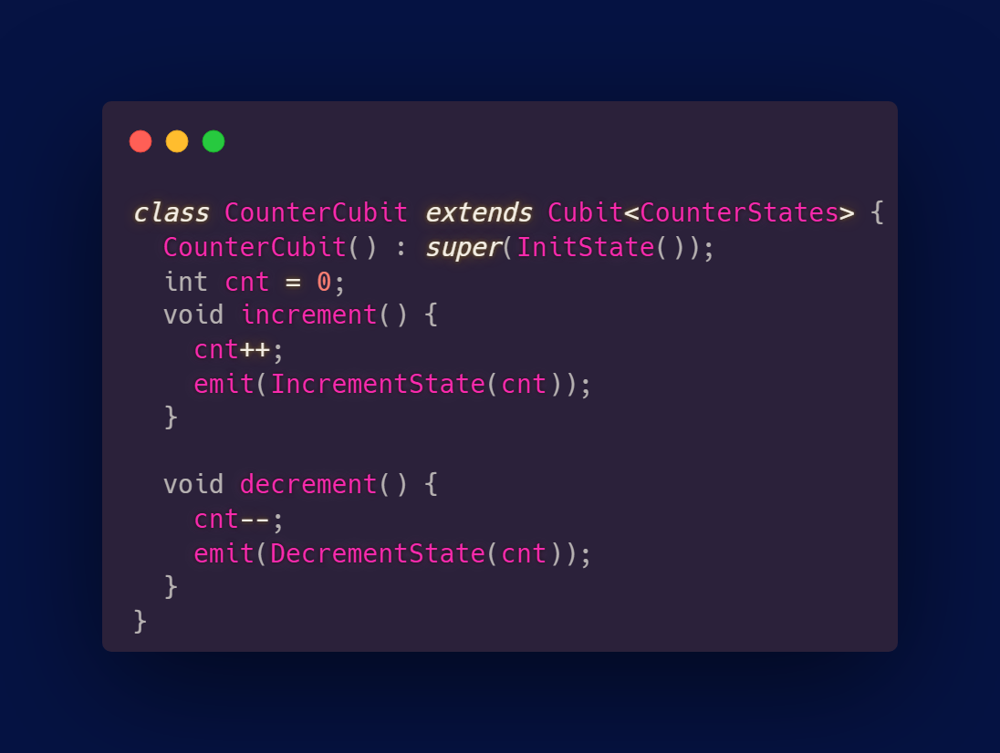 class CounterCubit extends Cubit<CounterStates> {
  CounterCubit() : super(InitState());
  int cnt = 0;
  void increment() {
    cnt++;
    emit(IncrementState(cnt));
  }

  void decrement() {
    cnt--;
    emit(DecrementState(cnt));
  }
}